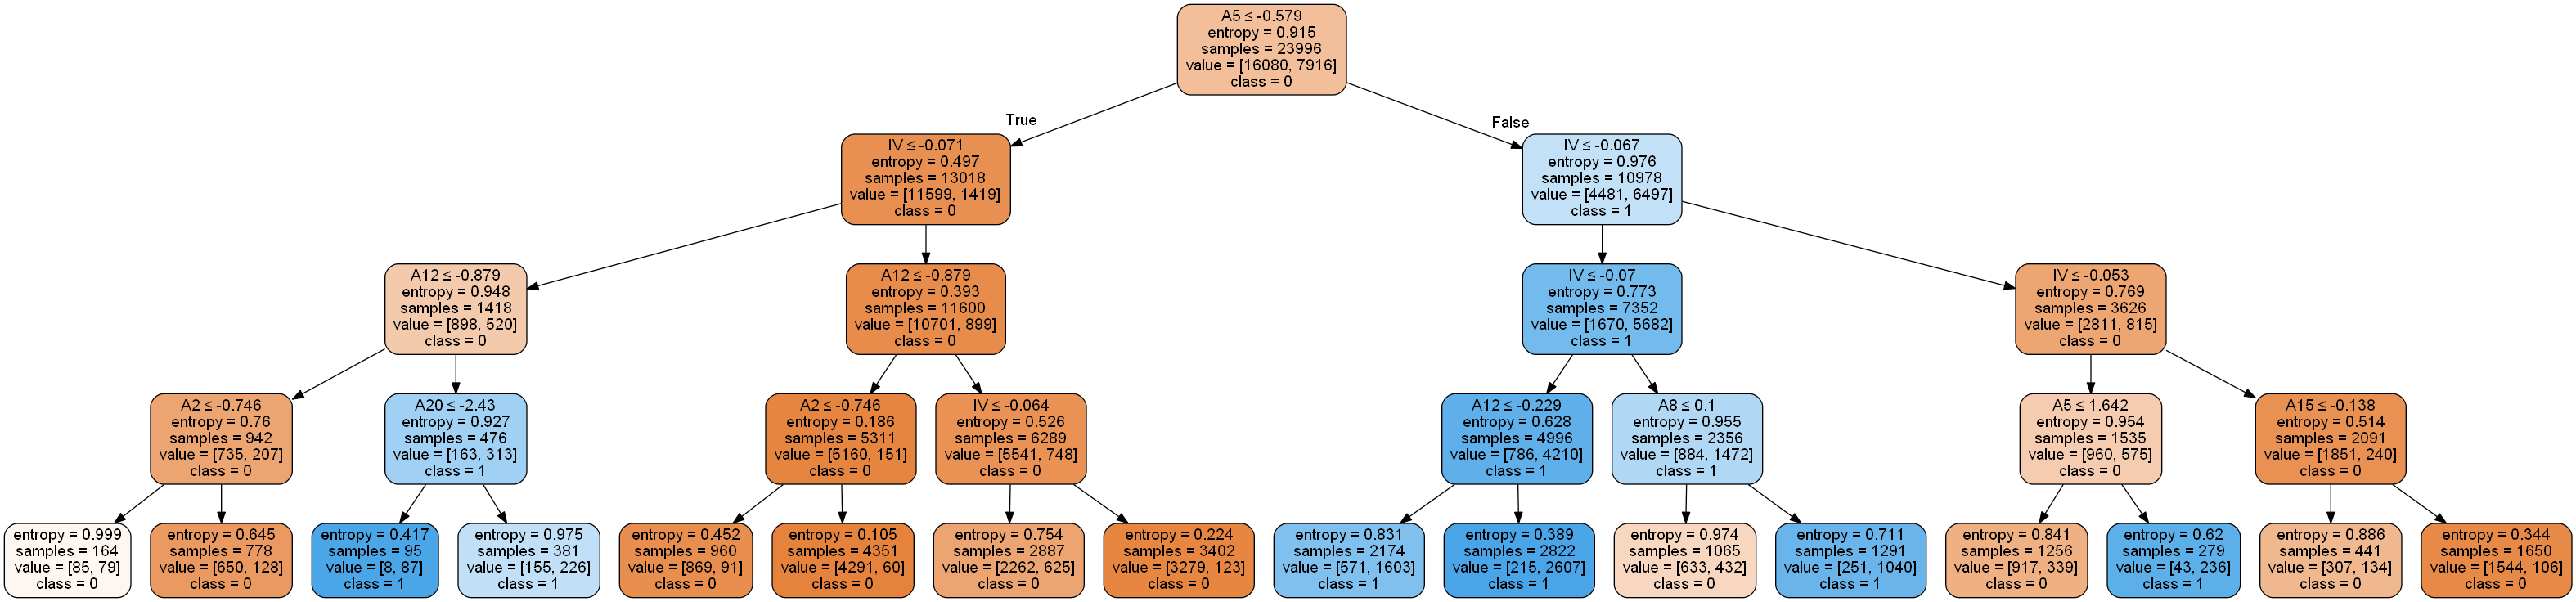 A5 ≤ -0.579
entropy = 0.915
samples = 23996
value = [16080, 7916]
class = 0
True
False
IV ≤ -0.071
entropy = 0.497
samples = 13018
value = [11599, 1419]
class = 0
IV ≤ -0.067
entropy = 0.976
samples = 10978
value = [4481, 6497]
class = 1
A12 ≤ -0.879
entropy = 0.948
samples = 1418
value = [898, 520]
class = 0
A12 ≤ -0.879
entropy = 0.393
samples = 11600
value = [10701, 899]
class = 0
IV ≤ -0.07
entropy = 0.773
samples = 7352
value = [1670, 5682]
class = 1
IV ≤ -0.053
entropy = 0.769
samples = 3626
value = [2811, 815]
class = 0
A2 ≤ -0.746
entropy = 0.76
samples = 942
value = [735, 207]
class = 0
A20 ≤ -2.43
entropy = 0.927
samples = 476
value = [163, 313]
class = 1
A2 ≤ -0.746
entropy = 0.186
samples = 5311
value = [5160, 151]
class = 0
IV ≤ -0.064
entropy = 0.526
samples = 6289
value = [5541, 748]
class = 0
A12 ≤ -0.229
entropy = 0.628
samples = 4996
value = [786, 4210]
class = 1
A8 ≤ 0.1
entropy = 0.955
samples = 2356
value = [884, 1472]
class = 1
A5 ≤ 1.642
entropy = 0.954
samples = 1535
value = [960, 575]
class = 0
A15 ≤ -0.138
entropy = 0.514
samples = 2091
value = [1851, 240]
class = 0
entropy = 0.999
samples = 164
value = [85, 79]
class = 0
entropy = 0.645
samples = 778
value = [650, 128]
class = 0
entropy = 0.417
samples = 95
value = [8, 87]
class = 1
entropy = 0.975
samples = 381
value = [155, 226]
class = 1
entropy = 0.452
samples = 960
value = [869, 91]
class = 0
entropy = 0.105
samples = 4351
value = [4291, 60]
class = 0
entropy = 0.754
samples = 2887
value = [2262, 625]
class = 0
entropy = 0.224
samples = 3402
value = [3279, 123]
class = 0
entropy = 0.831
samples = 2174
value = [571, 1603]
class = 1
entropy = 0.389
samples = 2822
value = [215, 2607]
class = 1
entropy = 0.974
samples = 1065
value = [633, 432]
class = 0
entropy = 0.711
samples = 1291
value = [251, 1040]
class = 1
entropy = 0.841
samples = 1256
value = [917, 339]
class = 0
entropy = 0.62
samples = 279
value = [43, 236]
class = 1
entropy = 0.886
samples = 441
value = [307, 134]
class = 0
entropy = 0.344
samples = 1650
value = [1544, 106]
class = 0